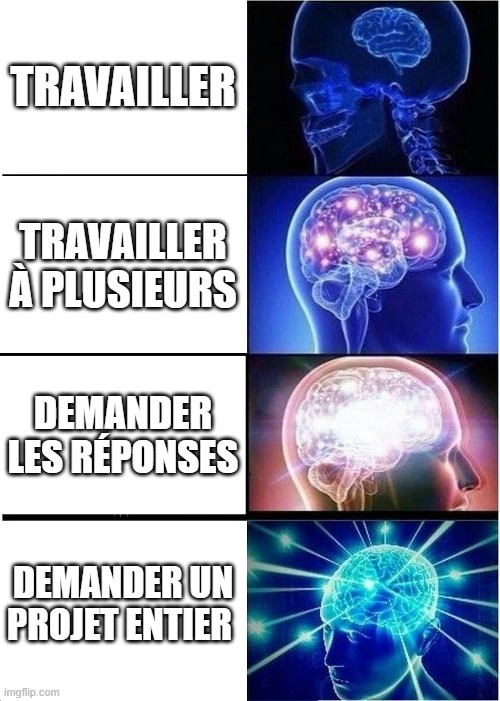 TRAVAILLER
TRAVAILLER
À PLUSIEURS
DEMANDER
LES RÉPONSES
DEMANDER UN
PROJET ENTIER
imgflip.com